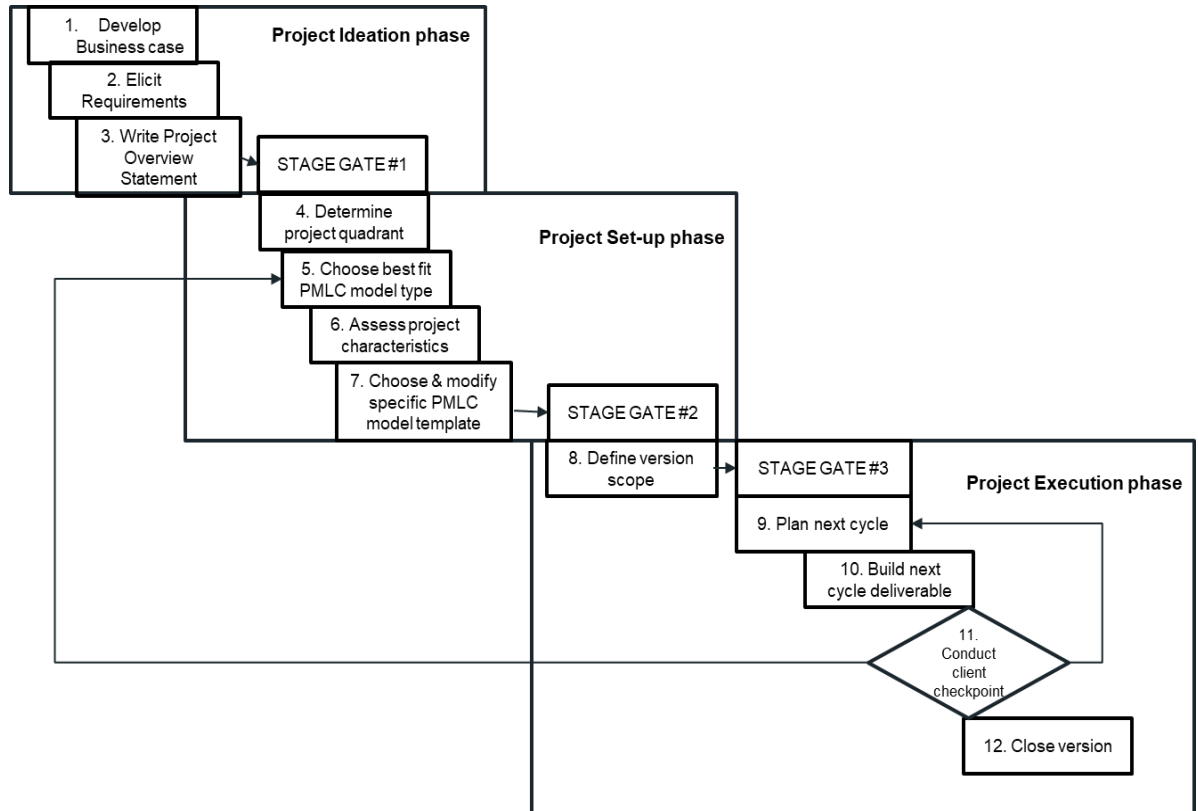 1. Develop
Business case
Project Ideation phase
2. Elicit
Requirements
3. Write Project
Overview
Statement
STAGE GATE #1
4. Determine
project quadrant
Project Set-up phase
5. Choose best fit
PMLC model type
6. Assess project
characteristics
7. Choose & modify
specific PMLC
model template
STAGE GATE #2
8. Define version
scope
STAGE GATE #3
Project Execution phase
9. Plan next cycle
10. Build next
cycle deliverable
11.
Conduct
client
checkpoint
12. Close version